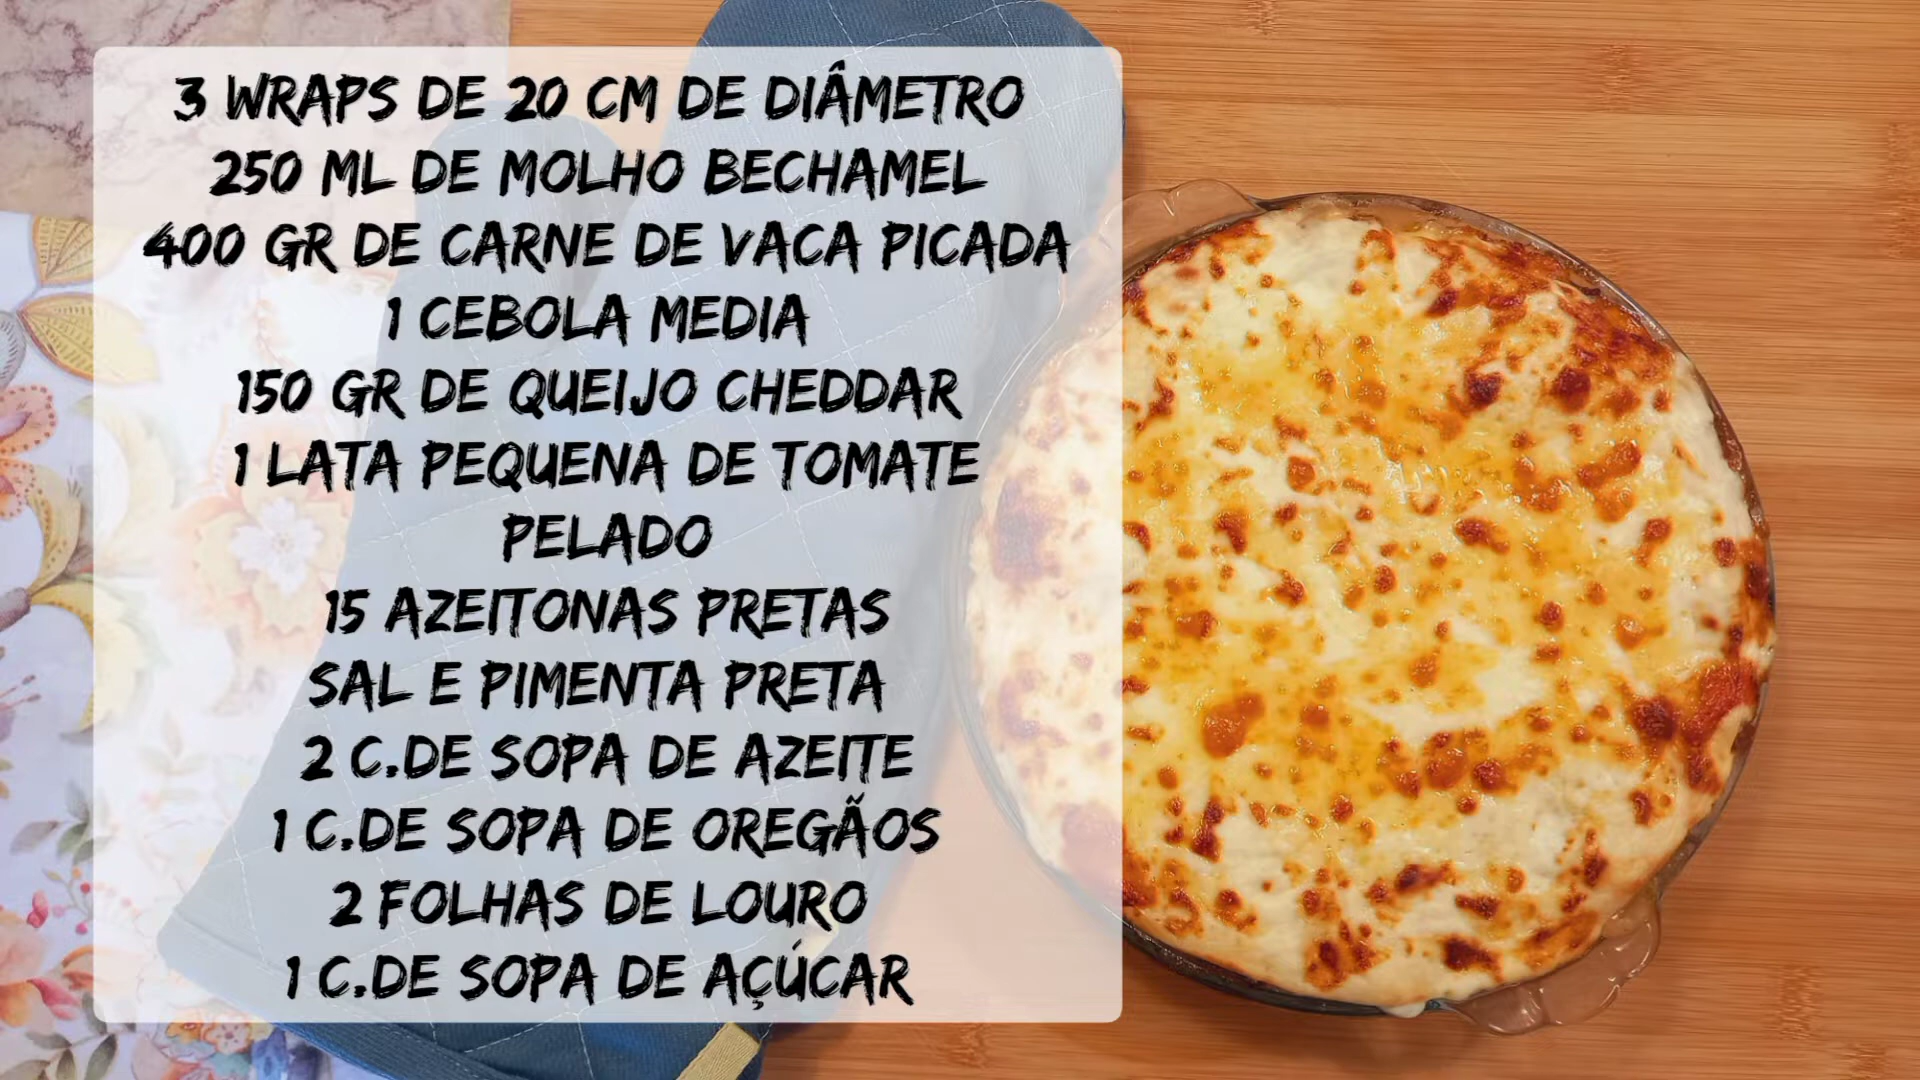 3 WRAPS DE 20 CM DE DIÂMETRO
250 ML DE MOLHO BECHAMEL
400 GR DE CARNE DE VACA PICADA
1 CEBOLA MEDIA
150 GR DE QUEIJO CHEDDAR
1 LATA PEQUENA DE TOMATE
PELADO
15 AZEITONAS PRETAS
SAL E PIMENTA PRETA
2 C.DE SOPA DE AZEITE
1 C.DE SOPA DE OREGÃOS
2 FOLHAS DE LOURO
1 C.DE SOPA DE AÇÚCAR